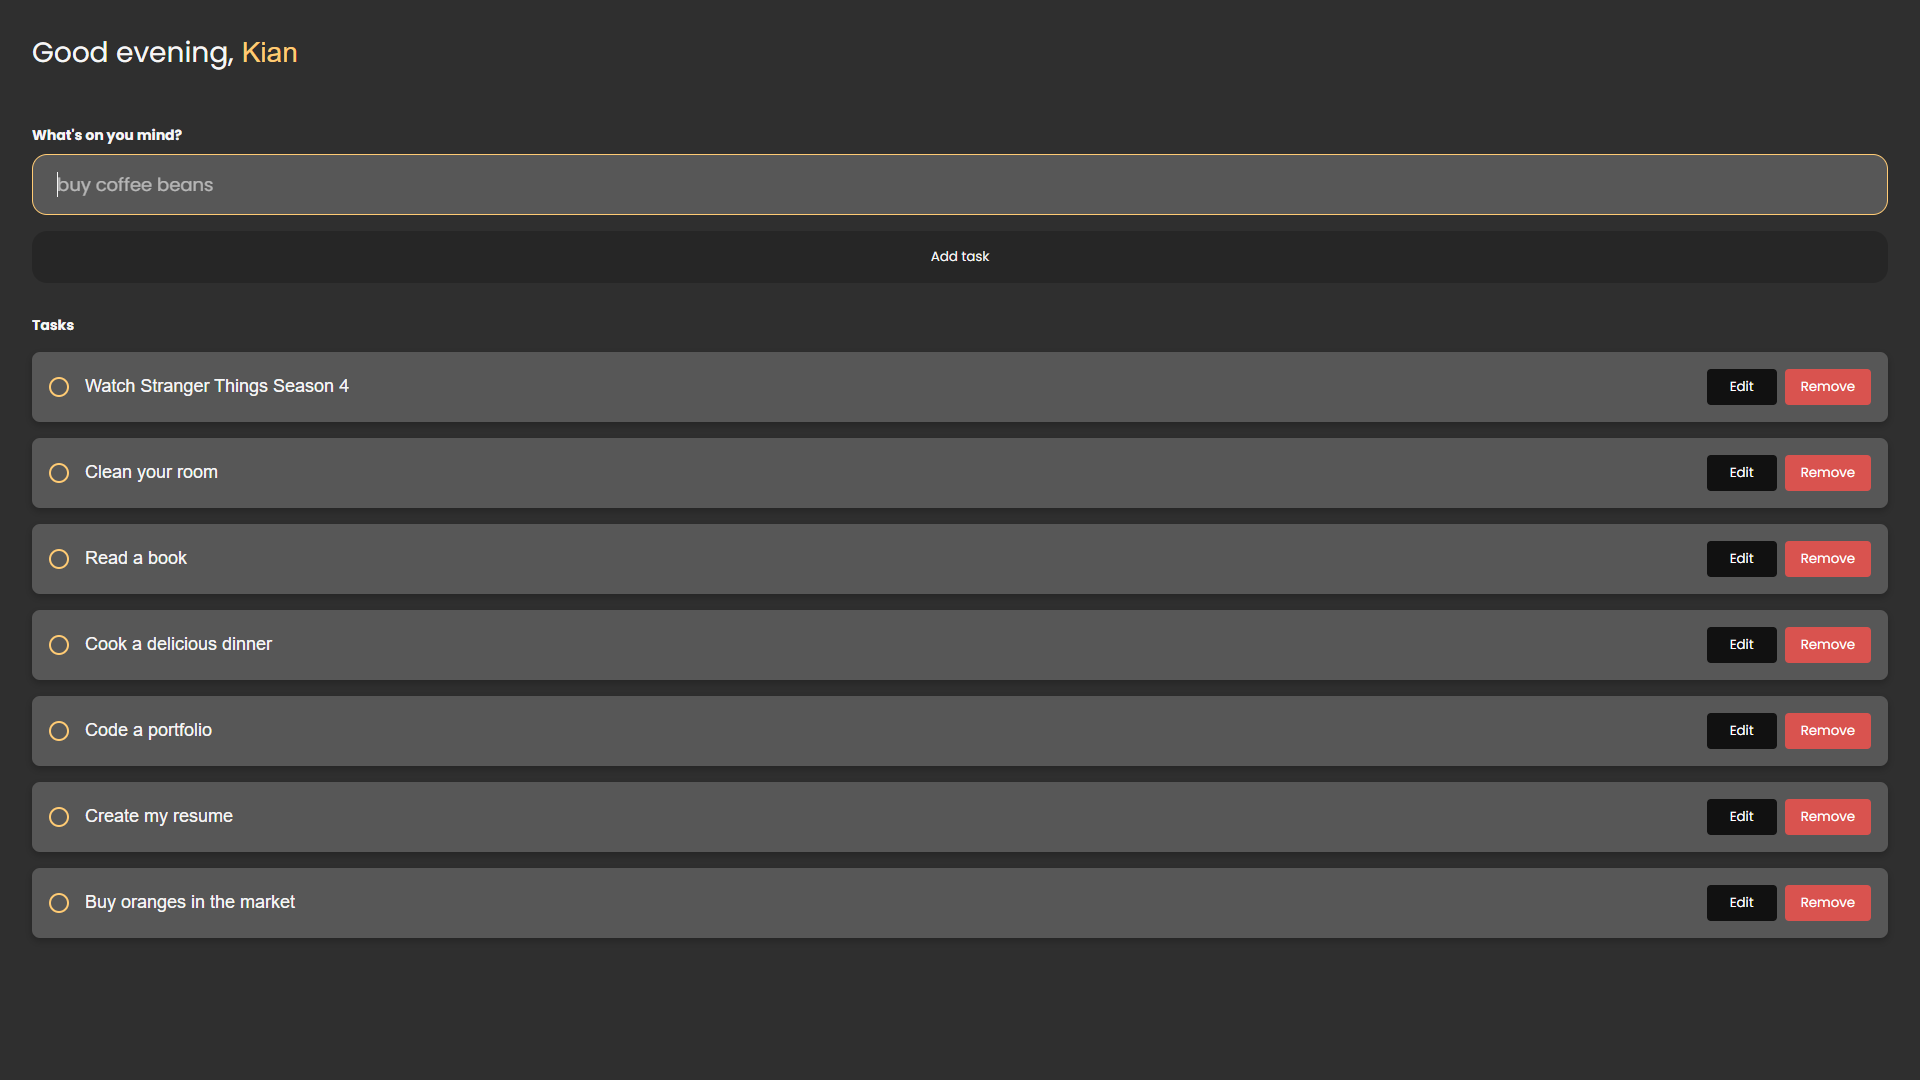 Good evening, Kian
What's on you mind?
buy coffee beans
Add task
Tasks
Watch Stranger Things Season 4 Edit Remove
Clean your room Edit Remove
Read a book Edit Remove
Cook a delicious dinner Edit Remove
Code a portfolio Edit Remove
Create my resume Edit Remove
Buy oranges in the market Edit Remove